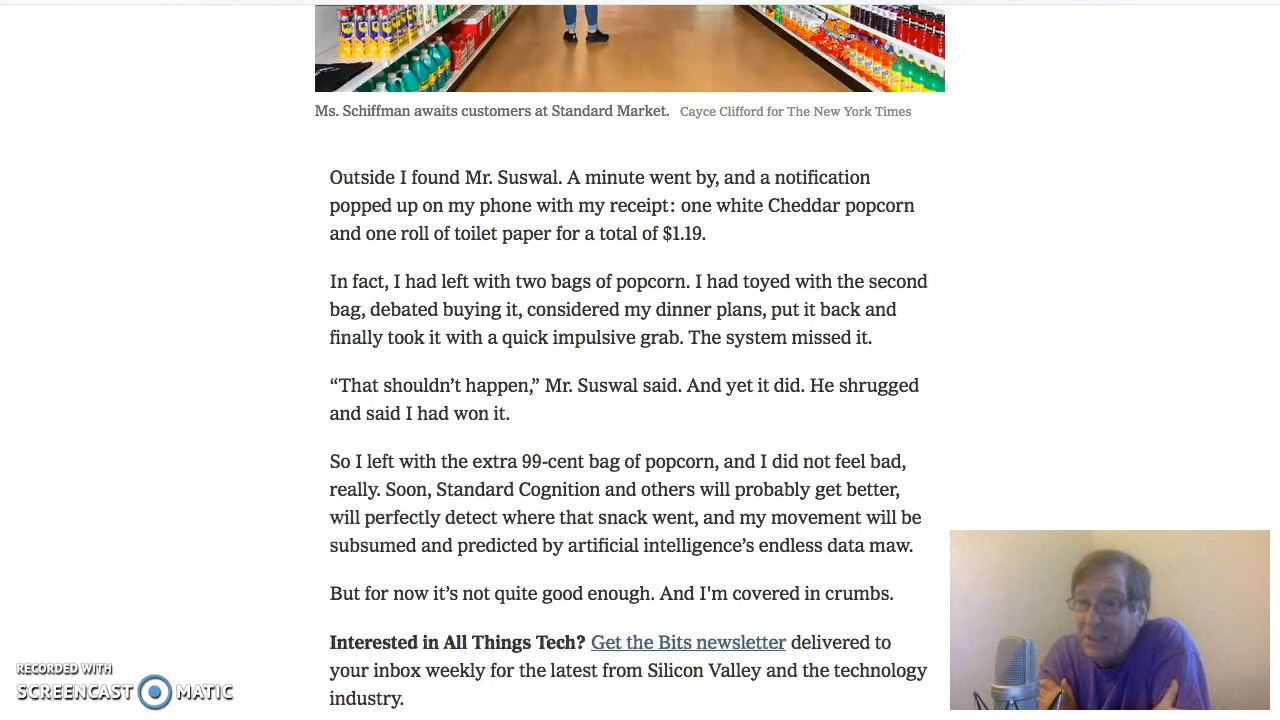 Ms. Schiffman awaits customers at Standard Market. Cayce Clifford for The New York Times
Outside I found Mr. Suswal. A minute went by, and a notification
popped up on my phone with my receipt: one white Cheddar popcorn
and one roll of toilet paper for a total of $1.19.
In fact, I had left with two bags of popcorn. I had toyed with the second
bag, debated buying it, considered my dinner plans, put it back and
finally took it with a quick impulsive grab. The system missed it.
“That shouldn’t happen,” Mr. Suswal said. And yet it did. He shrugged
and said I had won it.
So I left with the extra 99-cent bag of popcorn, and I did not feel bad,
really. Soon, Standard Cognition and others will probably get better,
will perfectly detect where that snack went, and my movement will be
subsumed and predicted by artificial intelligence’s endless data maw.
But for now it’s not quite good enough. And I'm covered in crumbs.
Interested in All Things Tech? Get the Bits newsletter delivered to
your inbox weekly for the latest from Silicon Valley and the technology
industry.
RECORDED WITH
SCREENCAST MATIC